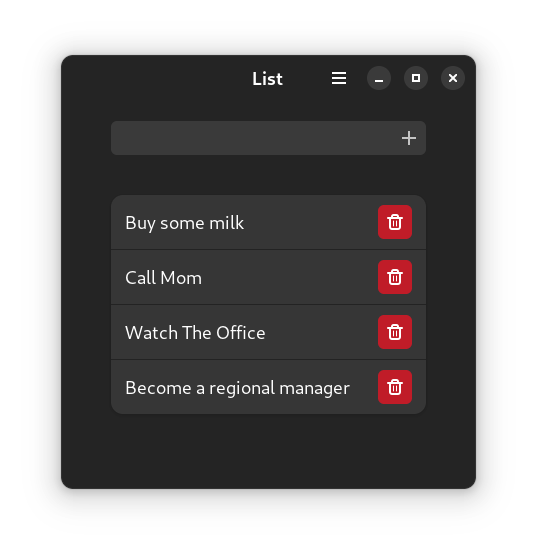 List
Buy some milk
Call Mom
Watch The Office
Become a regional manager